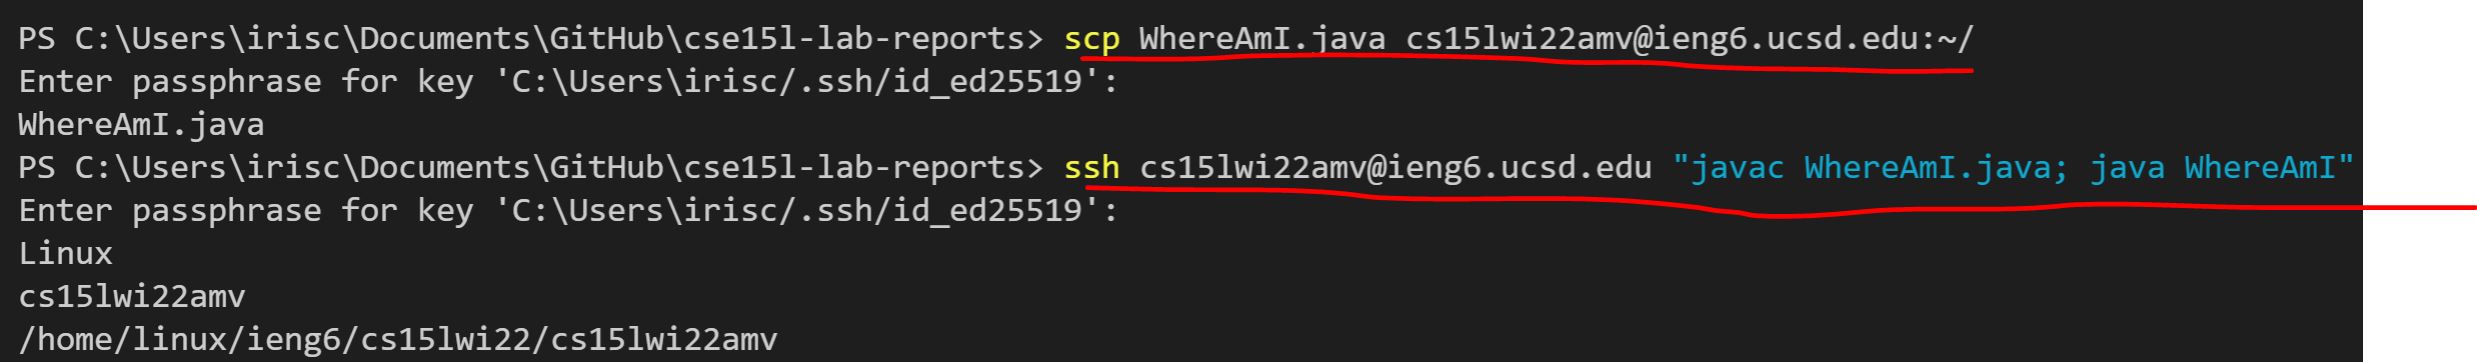 PS C:\Users\irisc\Documents\GitHub\cse15l-lab-reports> scp WhereAmI.java cs15lwi22amv@ieng6.ucsd.edu:~/
Enter passphrase for key 'C:\Users\irisc/.ssh/id_ed25519':
WhereAmI.java
PS C:\Users\irisc\Documents\GitHub\cse15l-lab-reports> ssh cs15lwi22amv@ieng6.ucsd.edu "javac WhereAmI.java; java WhereAmI"
Enter passphrase for key 'C:\Users\irisc/.ssh/id_ed25519':
Linux
cs15lwi22amv
/home/linux/ieng6/cs15lwi22/cs15lwi22amv